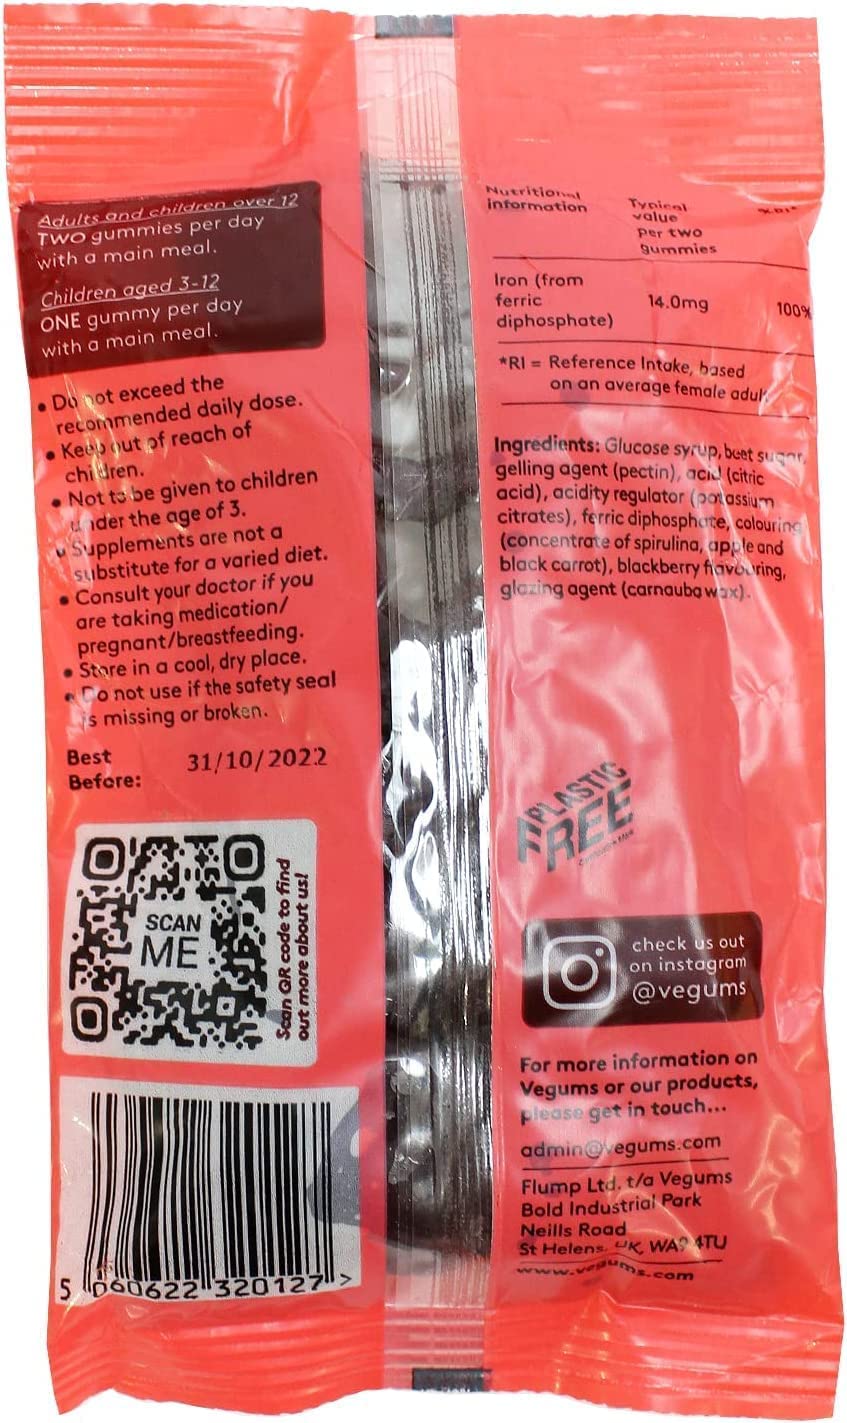 Adults and children over 12
TWO gummies per day
with a main meal.
Children aged 3-12
ONE gummy per day
with a main meal.
• Do not exceed the
recommended daily dose.
• Keep out of reach of
children.
• Not to be given to children
under the age of 3.
• Supplements are not a
substitute for a varied diet.
• Consult your doctor if you
are taking medication/
pregnant/breastfeeding.
• Store in a cool, dry place.
• Do not use if the safety seal
is missing or broken.
Best
Before: 31/10/2022
SCAN
ME
Scan QR code to find
out more about us!
5 060622 320127 >
Nutritional
information
Typical
value
per two
gummies
%RI*
Iron (from
ferric
diphosphate)
14.0mg
100%
*RI = Reference Intake, based
on an average female adult
Ingredients: Glucose syrup, beet sugar,
gelling agent (pectin), acid (citric
acid), acidity regulator (potassium
citrates), ferric diphosphate, colouring
(concentrate of spirulina, apple and
black carrot), blackberry flavouring,
glazing agent (carnauba wax).
PLASTIC
FREE
check us out
on instagram
@vegums
For more information on
Vegums or our products,
please get in touch...
admin@vegums.com
Flump Ltd. t/a Vegums
Bold Industrial Park
Neills Road
St Helens. UK, WA9 4TU
www.vegums.com